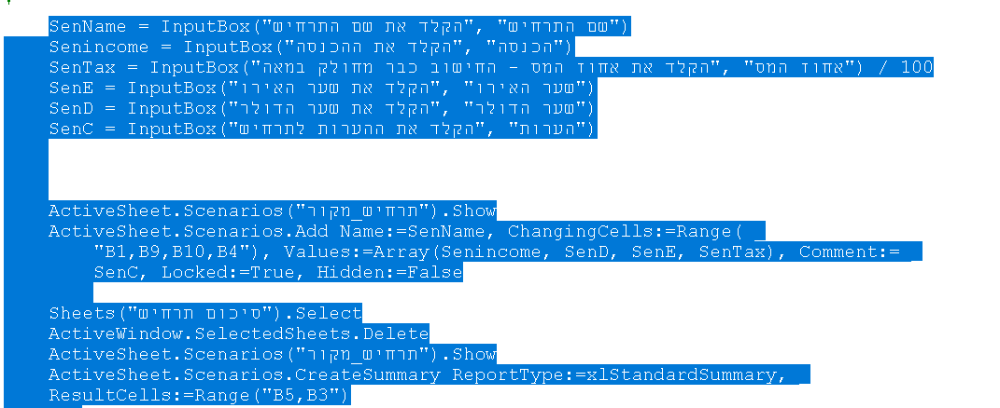 SenName = InputBox("הקלד את שם התרחיש", "שם התרחיש")
Senincome = InputBox("הקלד את ההכנסה", "הכנסה")
SenTax = InputBox("הקלד את אחוז המס - החישוב כבר מחולק במאה", "אחוז המס") / 100
SenE = InputBox("הקלד את שער האירו", "שער האירו")
SenD = InputBox("הקלד את שער הדולר", "שער הדולר")
SenC = InputBox("הקלד את ההערות לתרחיש", "הערות")
ActiveSheet.Scenarios("תרחיש_מקור").Show
ActiveSheet.Scenarios.Add Name:=SenName, ChangingCells:=Range( _
"B1,B9,B10,B4"), Values:=Array(Senincome, SenD, SenE, SenTax), Comment:= _
SenC, Locked:=True, Hidden:=False
Sheets("סיכום תרחיש").Select
ActiveWindow.SelectedSheets.Delete
ActiveSheet.Scenarios("תרחיש_מקור").Show
ActiveSheet.Scenarios.CreateSummary ReportType:=xlStandardSummary, _
ResultCells:=Range("B5,B3")